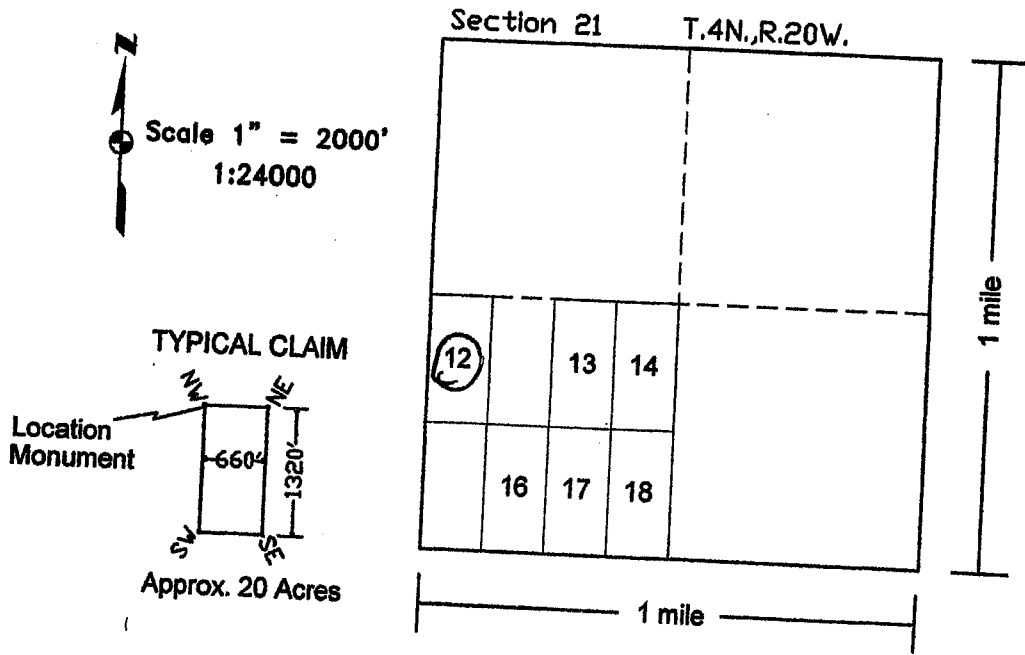 Section 21 T.4N.,R.20W.
N
Scale 1" = 2000'
1:24000
1 mile
12
13
14
16
17
18
TYPICAL CLAIM
NW
NE
Location
Monument
660'
1320'
SW
SE
Approx. 20 Acres
1 mile